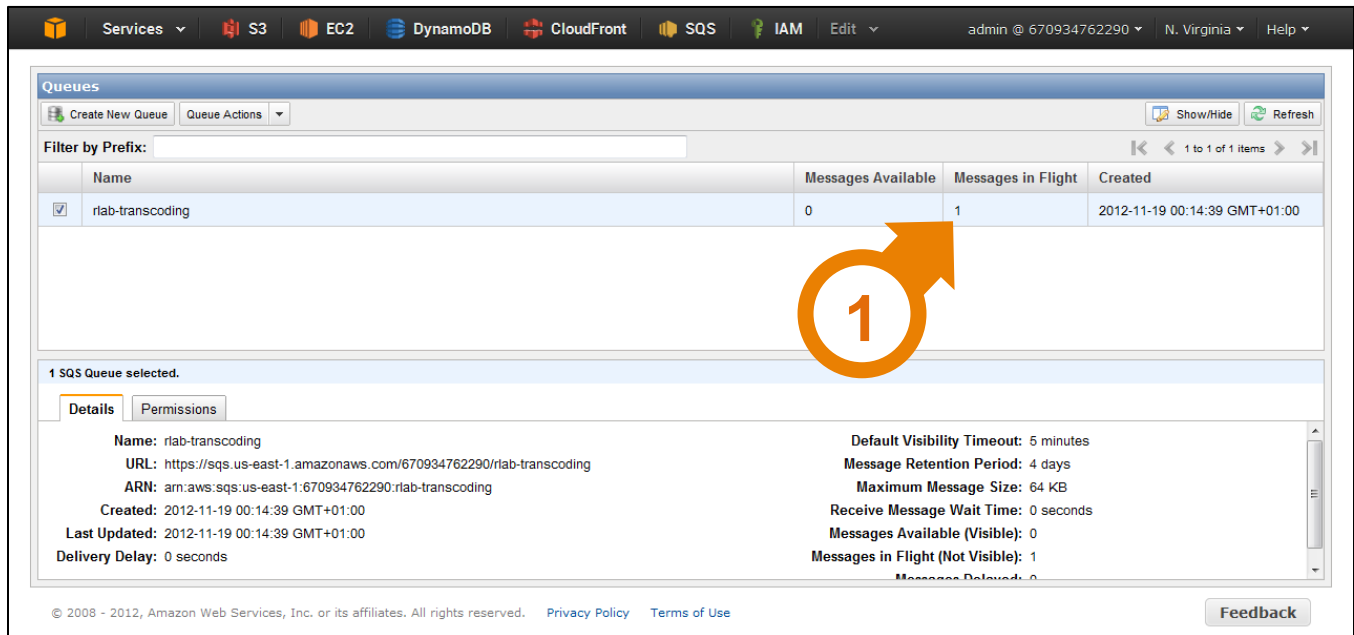 Services S3 EC2 DynamoDB CloudFront SQS IAM Edit admin @ 670934762290 N. Virginia Help
Queues
Create New Queue Queue Actions Show/Hide Refresh
Filter by Prefix: 1 to 1 of 1 items
Name Messages Available Messages in Flight Created
rlab-transcoding 0 1 2012-11-19 00:14:39 GMT+01:00
1
1 SQS Queue selected.
Details Permissions
Name: rlab-transcoding Default Visibility Timeout: 5 minutes
URL: https://sqs.us-east-1.amazonaws.com/670934762290/rlab-transcoding Message Retention Period: 4 days
ARN: arn:aws:sqs:us-east-1:670934762290:rlab-transcoding Maximum Message Size: 64 KB
Created: 2012-11-19 00:14:39 GMT+01:00 Receive Message Wait Time: 0 seconds
Last Updated: 2012-11-19 00:14:39 GMT+01:00 Messages Available (Visible): 0
Delivery Delay: 0 seconds Messages in Flight (Not Visible): 1
Messages Delayed: 0
© 2008 - 2012, Amazon Web Services, Inc. or its affiliates. All rights reserved. Privacy Policy Terms of Use Feedback